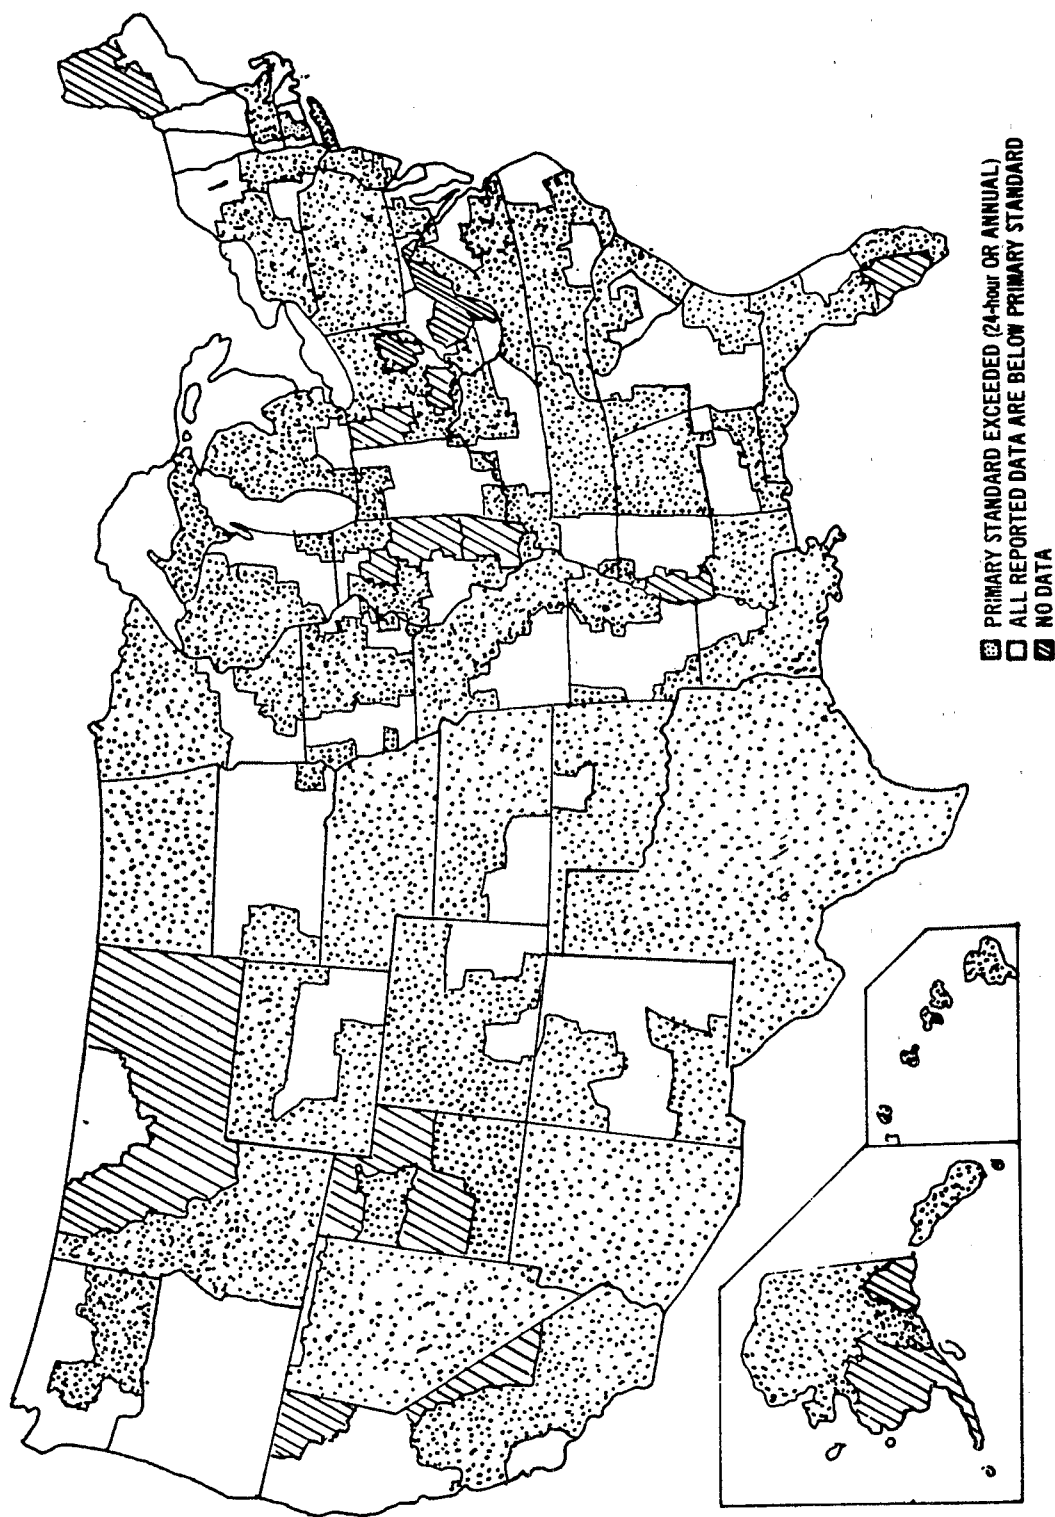 PRIMARY STANDARD EXCEEDED (24-hour OR ANNUAL)
ALL REPORTED DATA ARE BELOW PRIMARY STANDARD
NO DATA